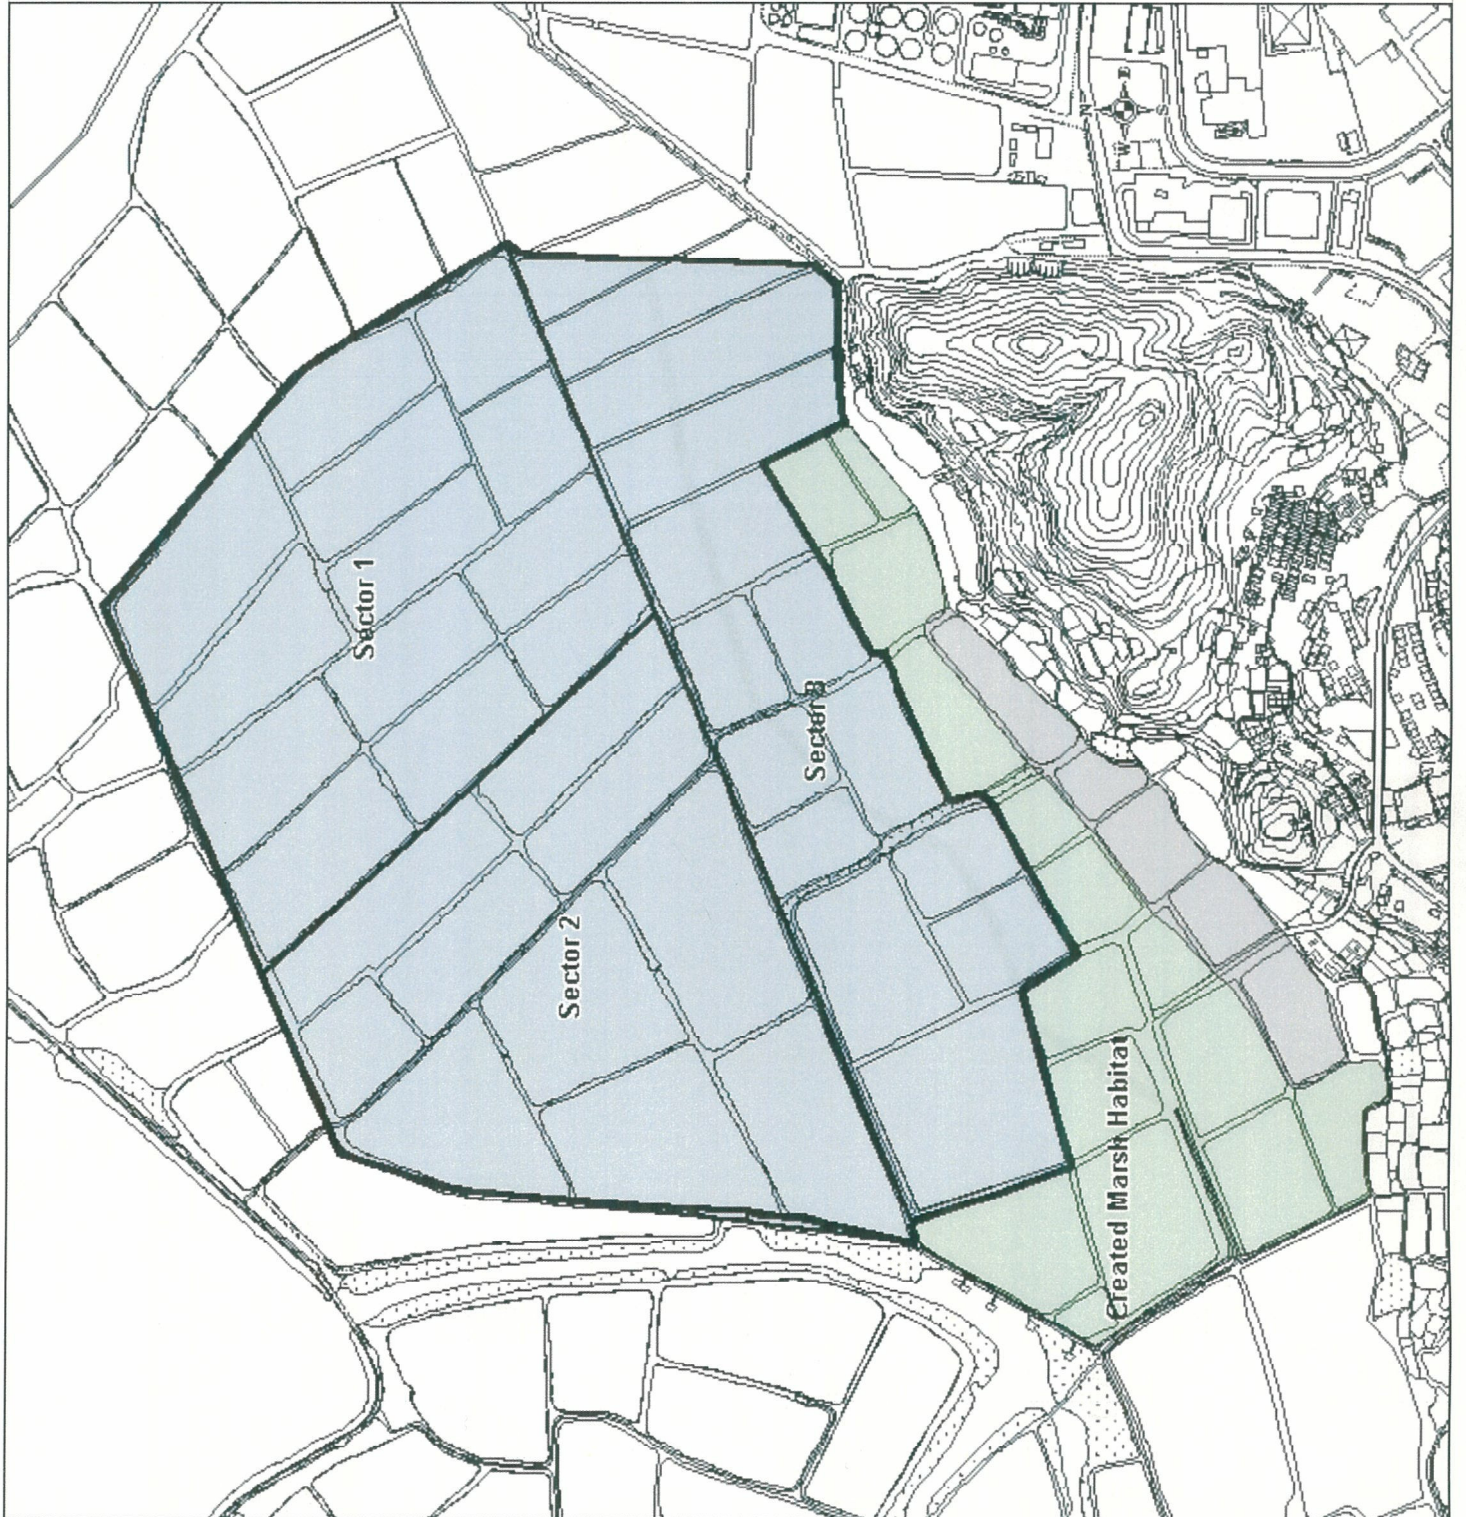 Sector 1
Sector 2
Sector 3
Created Marsh Habitat
N
S
W